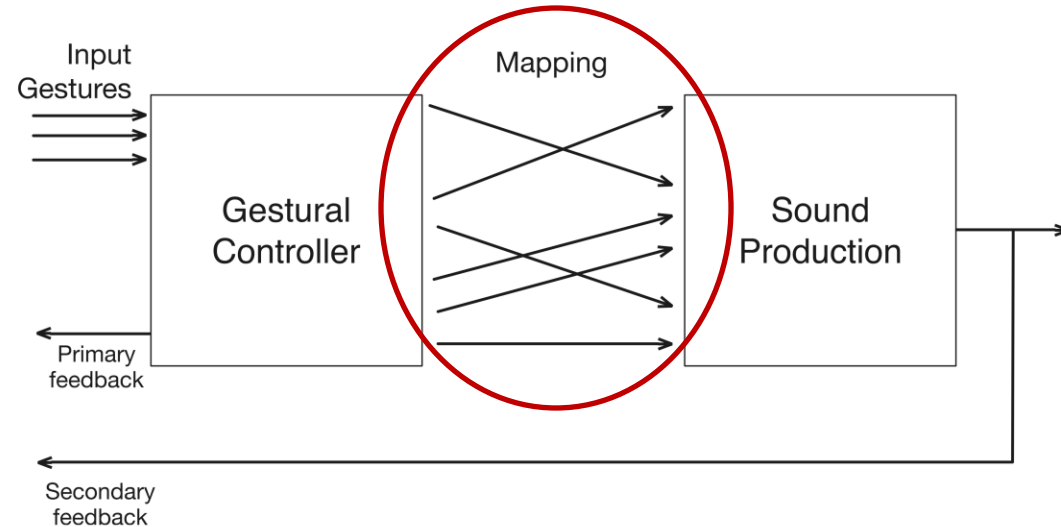 Input
Gestures
Mapping
Gestural
Controller
Sound
Production
Primary
feedback
Secondary
feedback